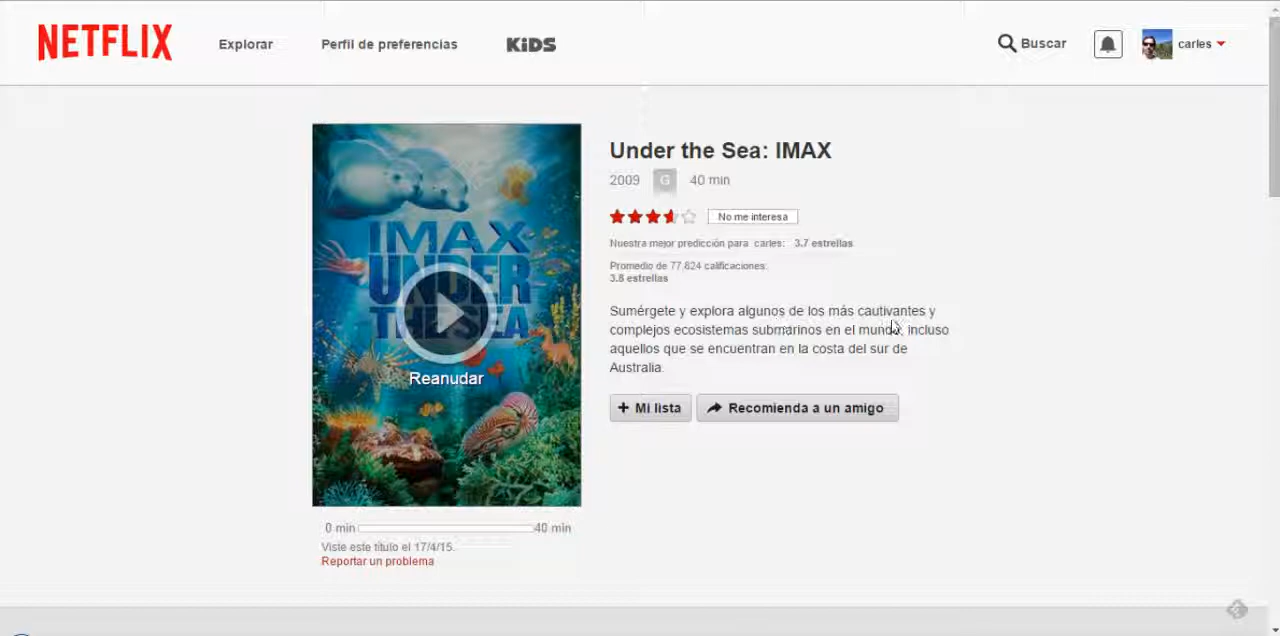 NETFLIX
Explorar
Perfil de preferencias
KiDS
Buscar
carles
IMAX
UNDER
THE SEA
Reanudar
Under the Sea: IMAX
2009 G 40 min
No me interesa
Nuestra mejor predicción para carles: 3.7 estrellas
Promedio de 77.824 calificaciones:
3.8 estrellas
Sumérgete y explora algunos de los más cautivantes y
complejos ecosistemas submarinos en el mundo, incluso
aquellos que se encuentran en la costa del sur de
Australia.
+ Mi lista
Recomienda a un amigo
0 min 40 min
Viste este título el 17/4/15.
Reportar un problema